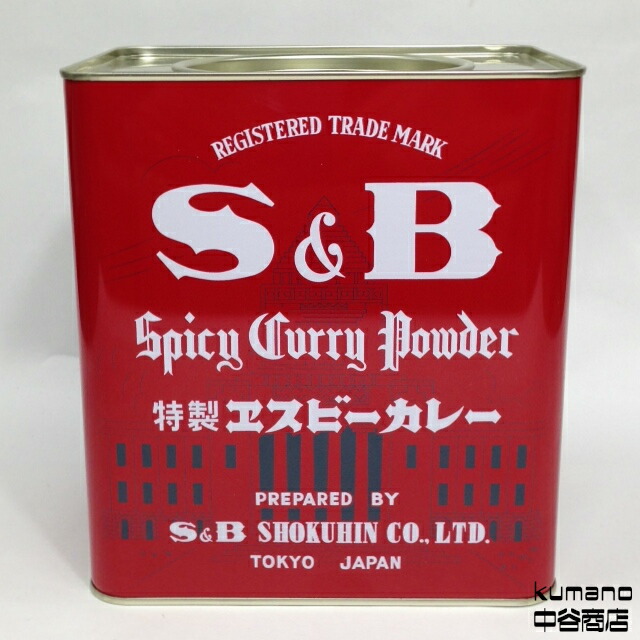 REGISTERED TRADE MARK
S & B
Spicy Curry Powder
特製 ヱスビーカレー
PREPARED BY
S&B SHOKUHIN CO., LTD.
TOKYO JAPAN
kumano
中谷商店